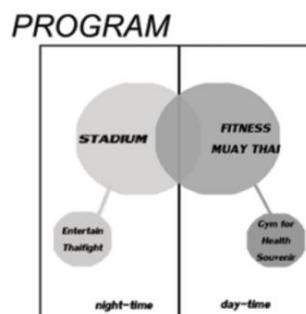 PROGRAM
STADIUM
FITNESS
MUAY THAI
Entertain
Thaifight
Gym for
Health
Souvenir
night-time
day-time